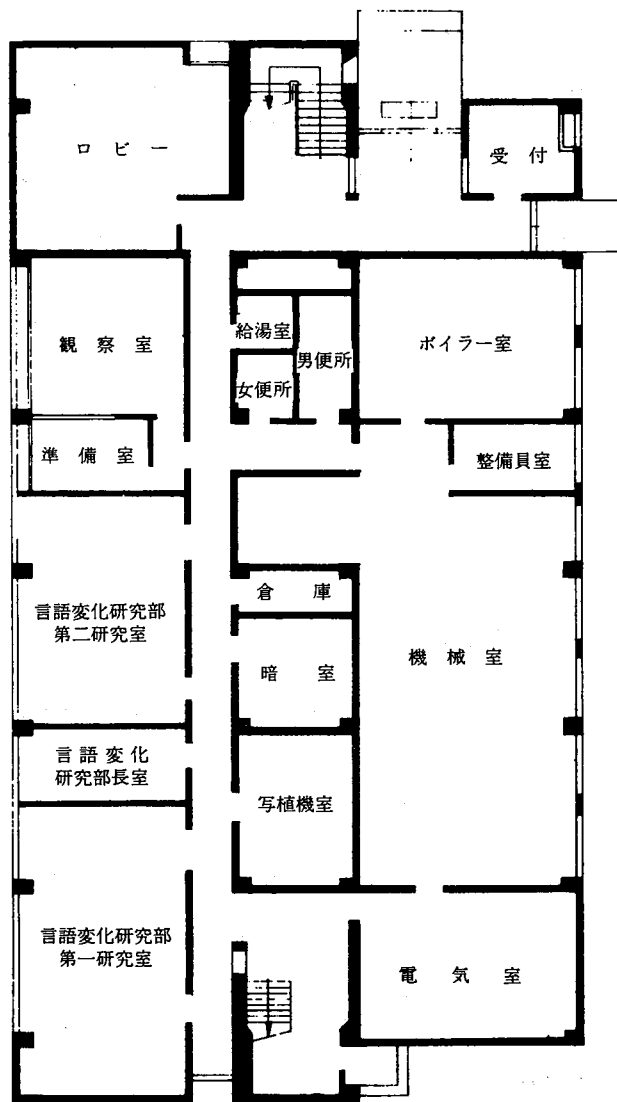 ロビー
受付
観察室
給湯室
男便所
女便所
ボイラー室
準備室
整備員室
言語変化研究部
第二研究室
倉庫
暗室
機械室
言語変化
研究部長室
写植機室
言語変化研究部
第一研究室
電気室